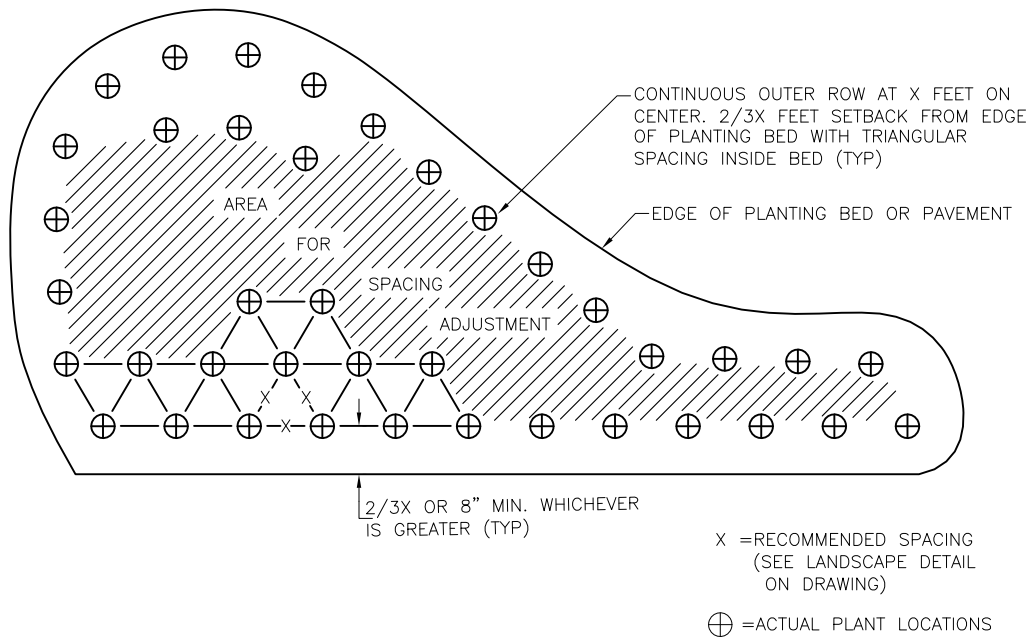 CONTINUOUS OUTER ROW AT X FEET ON
CENTER. 2/3X FEET SETBACK FROM EDGE
OF PLANTING BED WITH TRIANGULAR
SPACING INSIDE BED (TYP)
AREA
EDGE OF PLANTING BED OR PAVEMENT
FOR
SPACING
ADJUSTMENT
X X
X
2/3X OR 8" MIN. WHICHEVER
IS GREATER (TYP)
X =RECOMMENDED SPACING
(SEE LANDSCAPE DETAIL
ON DRAWING)
=ACTUAL PLANT LOCATIONS